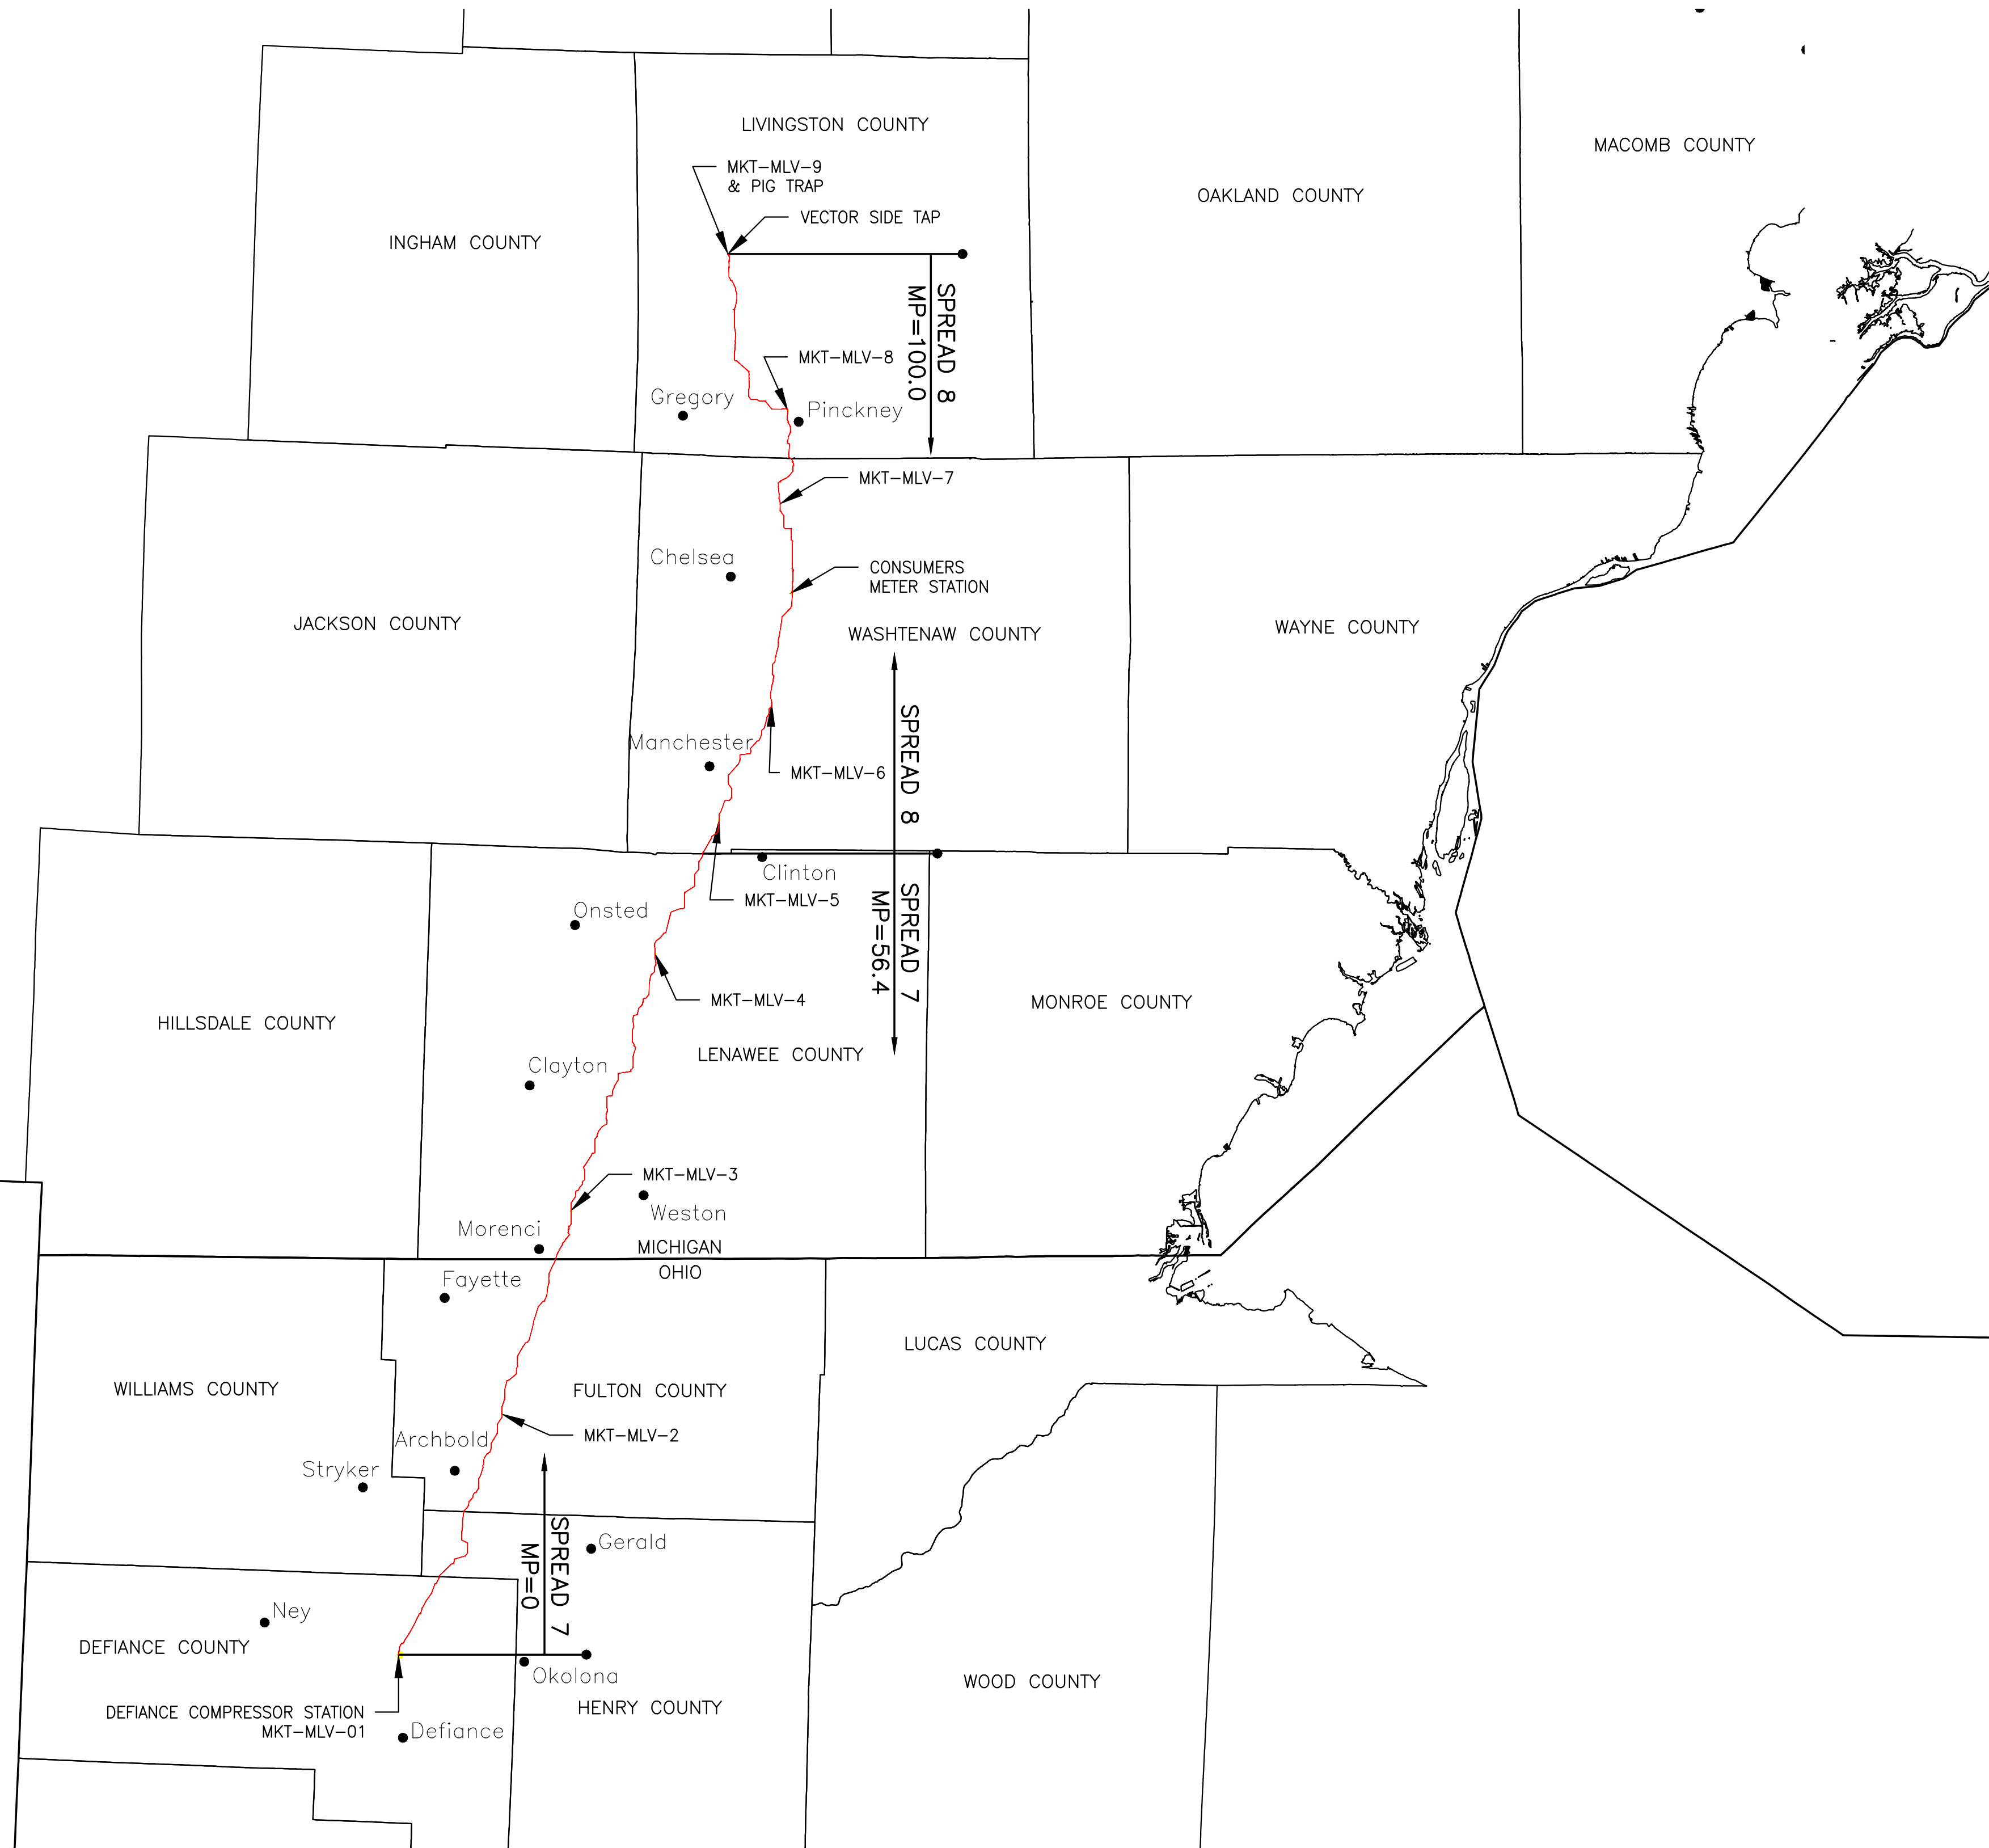 LIVINGSTON COUNTY
MACOMB COUNTY
MKT-MLV-9
& PIG TRAP
OAKLAND COUNTY
VECTOR SIDE TAP
INGHAM COUNTY
SPREAD 8
MP=100.0
MKT-MLV-8
Gregory
Pinckney
MKT-MLV-7
Chelsea
CONSUMERS
METER STATION
JACKSON COUNTY
WASHTENAW COUNTY
WAYNE COUNTY
SPREAD 8
Manchester
MKT-MLV-6
Clinton
SPREAD 7
MP=56.4
MKT-MLV-5
Onsted
MKT-MLV-4
MONROE COUNTY
HILLSDALE COUNTY
LENAWEE COUNTY
Clayton
MKT-MLV-3
Weston
Morenci
MICHIGAN
OHIO
Fayette
LUCAS COUNTY
WILLIAMS COUNTY
FULTON COUNTY
MKT-MLV-2
Archbold
Stryker
SPREAD 7
MP=0
Gerald
Ney
DEFIANCE COUNTY
Okolona
WOOD COUNTY
HENRY COUNTY
DEFIANCE COMPRESSOR STATION
MKT-MLV-01
Defiance